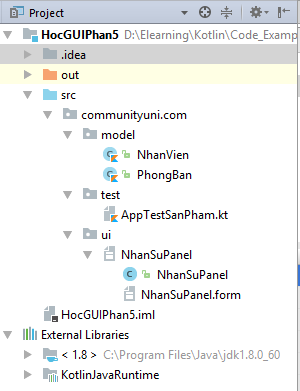 Project
HocGUIPhan5 D:\Elearning\Kotlin\Code_Examp
.idea
out
src
communityuni.com
model
NhanVien
PhongBan
test
AppTestSanPham.kt
ui
NhanSuPanel
NhanSuPanel
NhanSuPanel.form
HocGUIPhan5.iml
External Libraries
< 1.8 > C:\Program Files\Java\jdk1.8.0_60
KotlinJavaRuntime